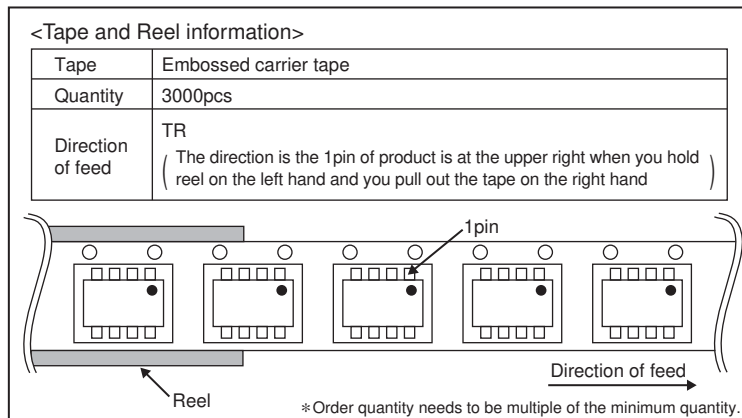 <Tape and Reel information>
Tape Embossed carrier tape
Quantity 3000pcs
Direction of feed TR
( The direction is the 1pin of product is at the upper right when you hold
reel on the left hand and you pull out the tape on the right hand )
1pin
Direction of feed
Reel
*Order quantity needs to be multiple of the minimum quantity.